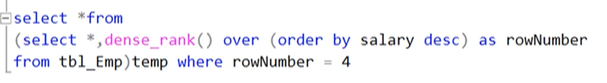 select *from
(select *,dense_rank() over (order by salary desc) as rowNumber
from tbl_Emp)temp where rowNumber = 4